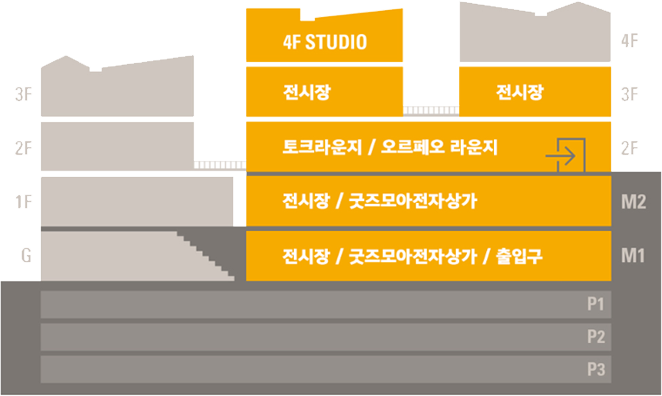 4F STUDIO
4F
3F
전시장
전시장
3F
2F
토크라운지 / 오르페오 라운지
2F
1F
전시장 / 굿즈모아전자상가
M2
G
전시장 / 굿즈모아전자상가 / 출입구
M1
P1
P2
P3